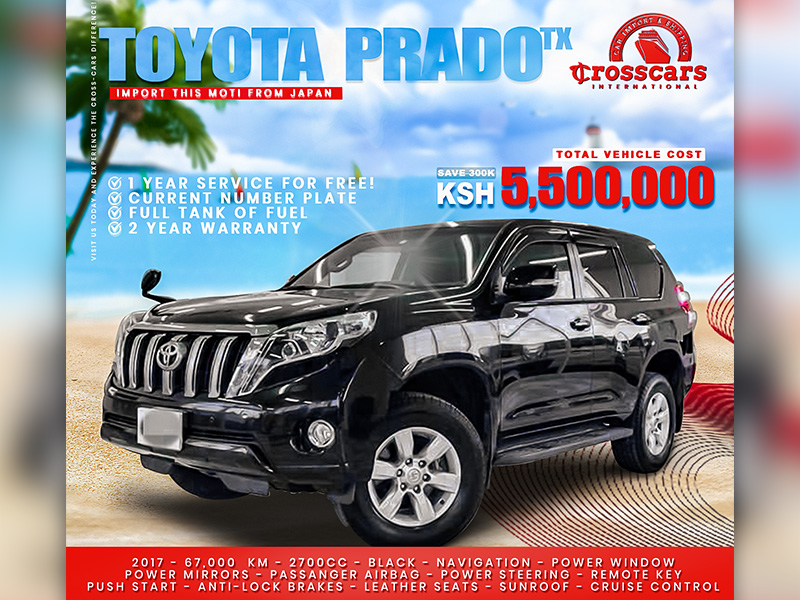 TOYOTA PRADO TX
IMPORT THIS MOTI FROM JAPAN
CAR IMPORT & SHIPPING
Crosscars
INTERNATIONAL
VISIT US TODAY AND EXPERIENCE THE CROSS-CARS DIFFERENCE!
TOTAL VEHICLE COST
SAVE 300K
KSH 5,500,000
1 YEAR SERVICE FOR FREE!
CURRENT NUMBER PLATE
FULL TANK OF FUEL
2 YEAR WARRANTY
2017 - 67,000 KM - 2700CC - BLACK - NAVIGATION - POWER WINDOW
POWER MIRRORS - PASSANGER AIRBAG - POWER STEERING - REMOTE KEY
PUSH START - ANTI-LOCK BRAKES - LEATHER SEATS - SUNROOF - CRUISE CONTROL